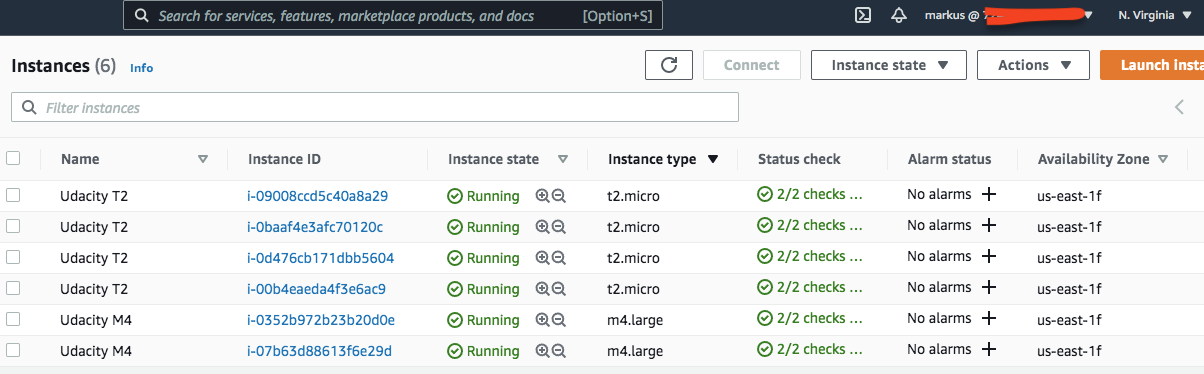 Search for services, features, marketplace products, and docs [Option+S] markus @ N. Virginia
Instances (6) Info Connect Instance state Actions Launch insta
Filter instances
Name Instance ID Instance state Instance type Status check Alarm status Availability Zone
Udacity T2 i-09008ccd5c40a8a29 Running t2.micro 2/2 checks ... No alarms + us-east-1f
Udacity T2 i-0baaf4e3afc70120c Running t2.micro 2/2 checks ... No alarms + us-east-1f
Udacity T2 i-0d476cb171dbb5604 Running t2.micro 2/2 checks ... No alarms + us-east-1f
Udacity T2 i-00b4eaeda4f3e6ac9 Running t2.micro 2/2 checks ... No alarms + us-east-1f
Udacity M4 i-0352b972b23b20d0e Running m4.large 2/2 checks ... No alarms + us-east-1f
Udacity M4 i-07b63d88613f6e29d Running m4.large 2/2 checks ... No alarms + us-east-1f